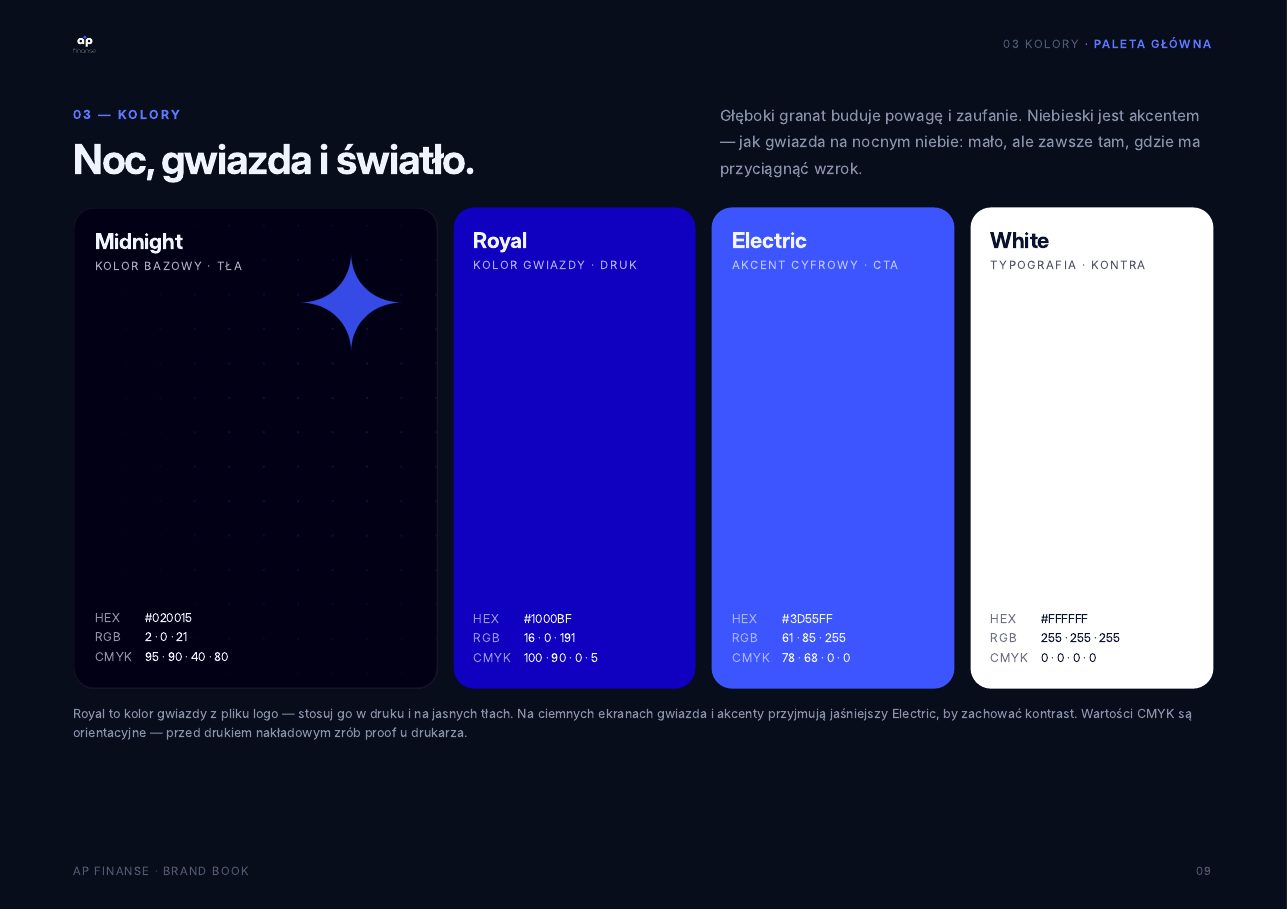 ap
finanse
03 KOLORY · PALETA GŁÓWNA
03 — KOLORY
Noc, gwiazda i światło.
Głęboki granat buduje powagę i zaufanie. Niebieski jest akcentem
— jak gwiazda na nocnym niebie: mało, ale zawsze tam, gdzie ma
przyciągnąć wzrok.
Midnight
KOLOR BAZOWY · TŁA
HEX #020015
RGB 2 · 0 · 21
CMYK 95 · 90 · 40 · 80
Royal
KOLOR GWIAZDY · DRUK
HEX #1000BF
RGB 16 · 0 · 191
CMYK 100 · 90 · 0 · 5
Electric
AKCENT CYFROWY · CTA
HEX #3D55FF
RGB 61 · 85 · 255
CMYK 78 · 68 · 0 · 0
White
TYPOGRAFIA · KONTRA
HEX #FFFFFF
RGB 255 · 255 · 255
CMYK 0 · 0 · 0 · 0
Royal to kolor gwiazdy z pliku logo — stosuj go w druku i na jasnych tłach. Na ciemnych ekranach gwiazda i akcenty przyjmują jaśniejszy Electric, by zachować kontrast. Wartości CMYK są
orientacyjne — przed drukiem nakładowym zrób proof u drukarza.
AP FINANSE · BRAND BOOK
09